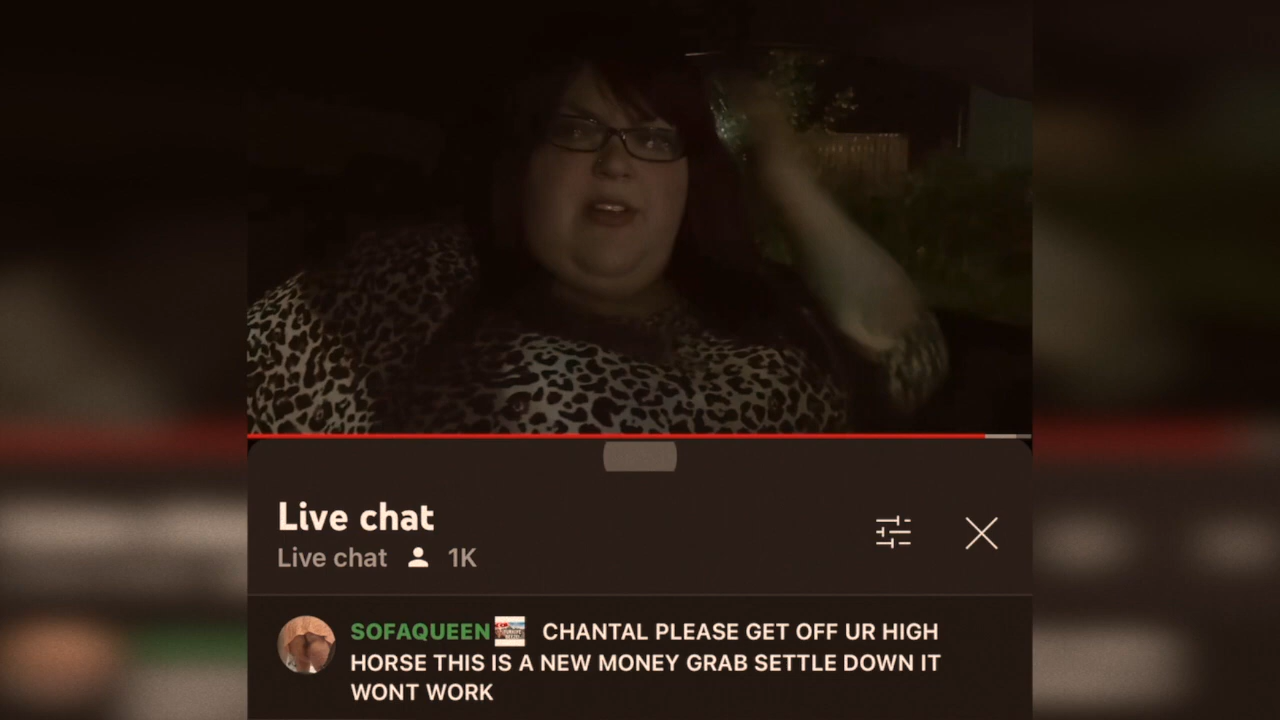 Live chat
Live chat 1K
SOFAQUEEN CHANTAL PLEASE GET OFF UR HIGH
HORSE THIS IS A NEW MONEY GRAB SETTLE DOWN IT
WONT WORK